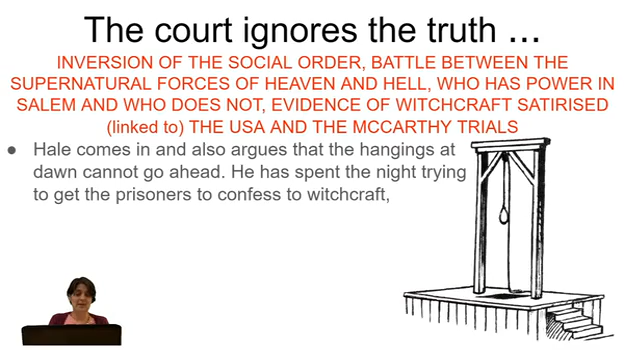 The court ignores the truth ...
INVERSION OF THE SOCIAL ORDER, BATTLE BETWEEN THE
SUPERNATURAL FORCES OF HEAVEN AND HELL, WHO HAS POWER IN
SALEM AND WHO DOES NOT, EVIDENCE OF WITCHCRAFT SATIRISED
(linked to) THE USA AND THE MCCARTHY TRIALS
● Hale comes in and also argues that the hangings at
dawn cannot go ahead. He has spent the night trying
to get the prisoners to confess to witchcraft,